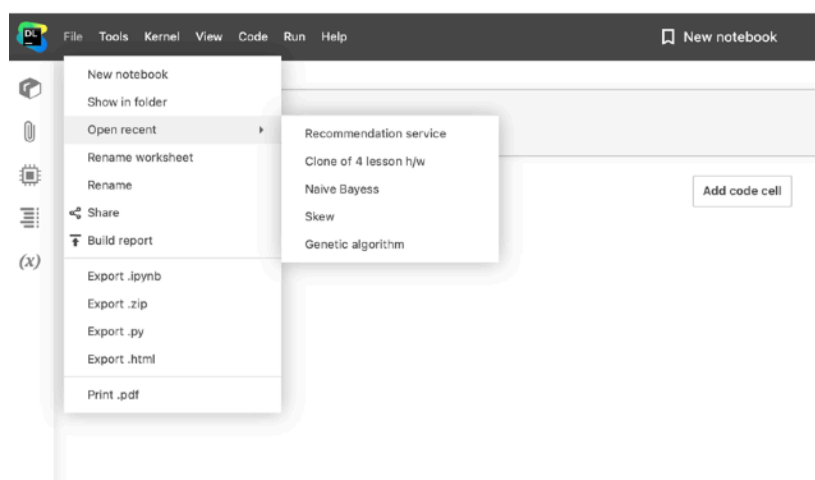 DL
File Tools Kernel View Code Run Help
New notebook
New notebook
Show in folder
Open recent
Rename worksheet
Rename
Share
Build report
Export .ipynb
Export .zip
Export .py
Export .html
Print .pdf
Recommendation service
Clone of 4 lesson h/w
Naive Bayess
Skew
Genetic algorithm
Add code cell
(x)